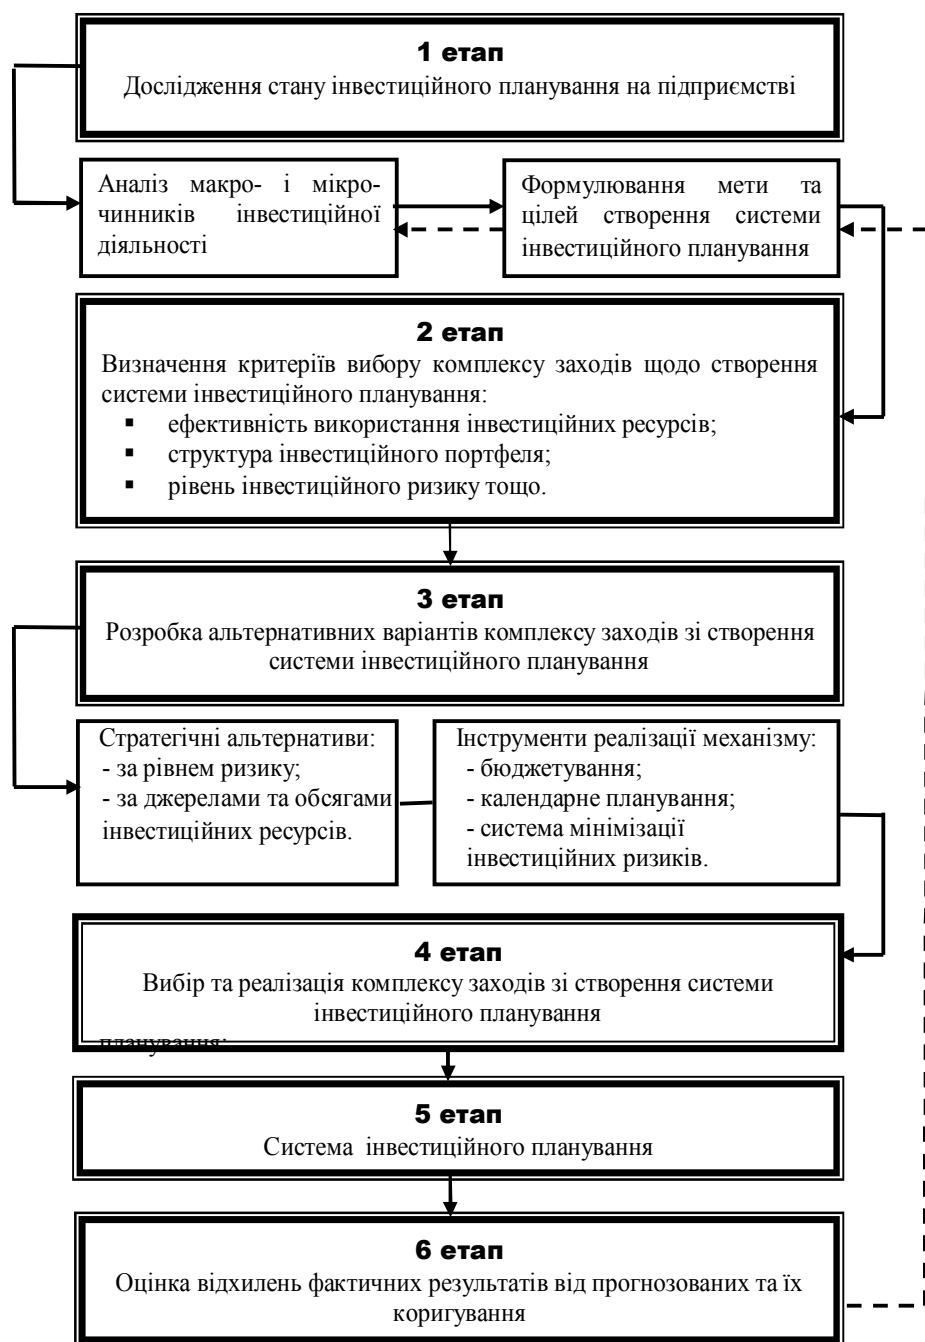 1 етап
Дослідження стану інвестиційного планування на підприємстві
Аналіз макро- і мікро-
чинників інвестиційної
діяльності
Формулювання мети та
цілей створення системи
інвестиційного планування
2 етап
Визначення критеріїв вибору комплексу заходів щодо створення
системи інвестиційного планування:
▪ ефективність використання інвестиційних ресурсів;
▪ структура інвестиційного портфеля;
▪ рівень інвестиційного ризику тощо.
3 етап
Розробка альтернативних варіантів комплексу заходів зі створення
системи інвестиційного планування
Стратегічні альтернативи:
- за рівнем ризику;
- за джерелами та обсягами
інвестиційних ресурсів.
Інструменти реалізації механізму:
- бюджетування;
- календарне планування;
- система мінімізації
інвестиційних ризиків.
4 етап
Вибір та реалізація комплексу заходів зі створення системи
інвестиційного планування
планування:
5 етап
Система інвестиційного планування
6 етап
Оцінка відхилень фактичних результатів від прогнозованих та їх
коригування